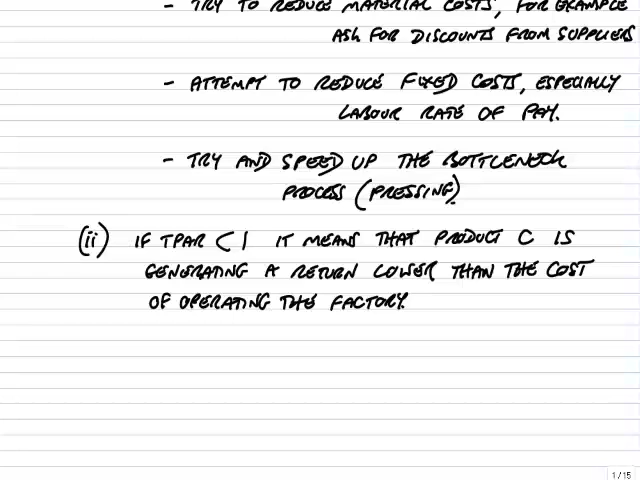 - TRY TO REDUCE MATERIAL COSTS, FOR EXAMPLE
ASK FOR DISCOUNTS FROM SUPPLIERS
- ATTEMPT TO REDUCE FIXED COSTS, ESPECIALLY
LABOUR RATE OF PAY.
- TRY AND SPEED UP THE BOTTLENECK
PROCESS (PRESSING).
(ii) IF TPAR < 1 IT MEANS THAT PRODUCT C IS
GENERATING A RETURN LOWER THAN THE COST
OF OPERATING THE FACTORY.
1 / 15